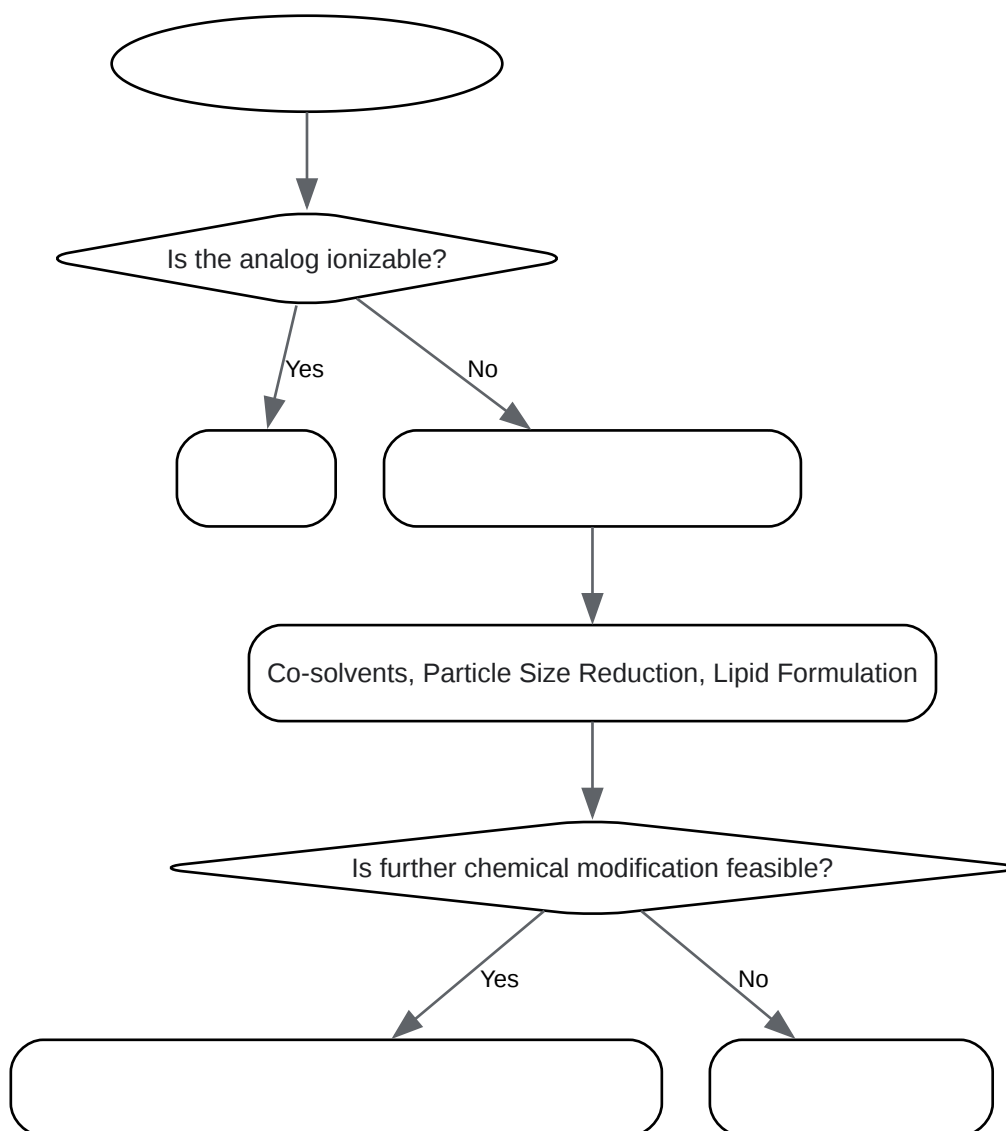 Is the analog ionizable?
Yes
No
Co-solvents, Particle Size Reduction, Lipid Formulation
Is further chemical modification feasible?
Yes
No